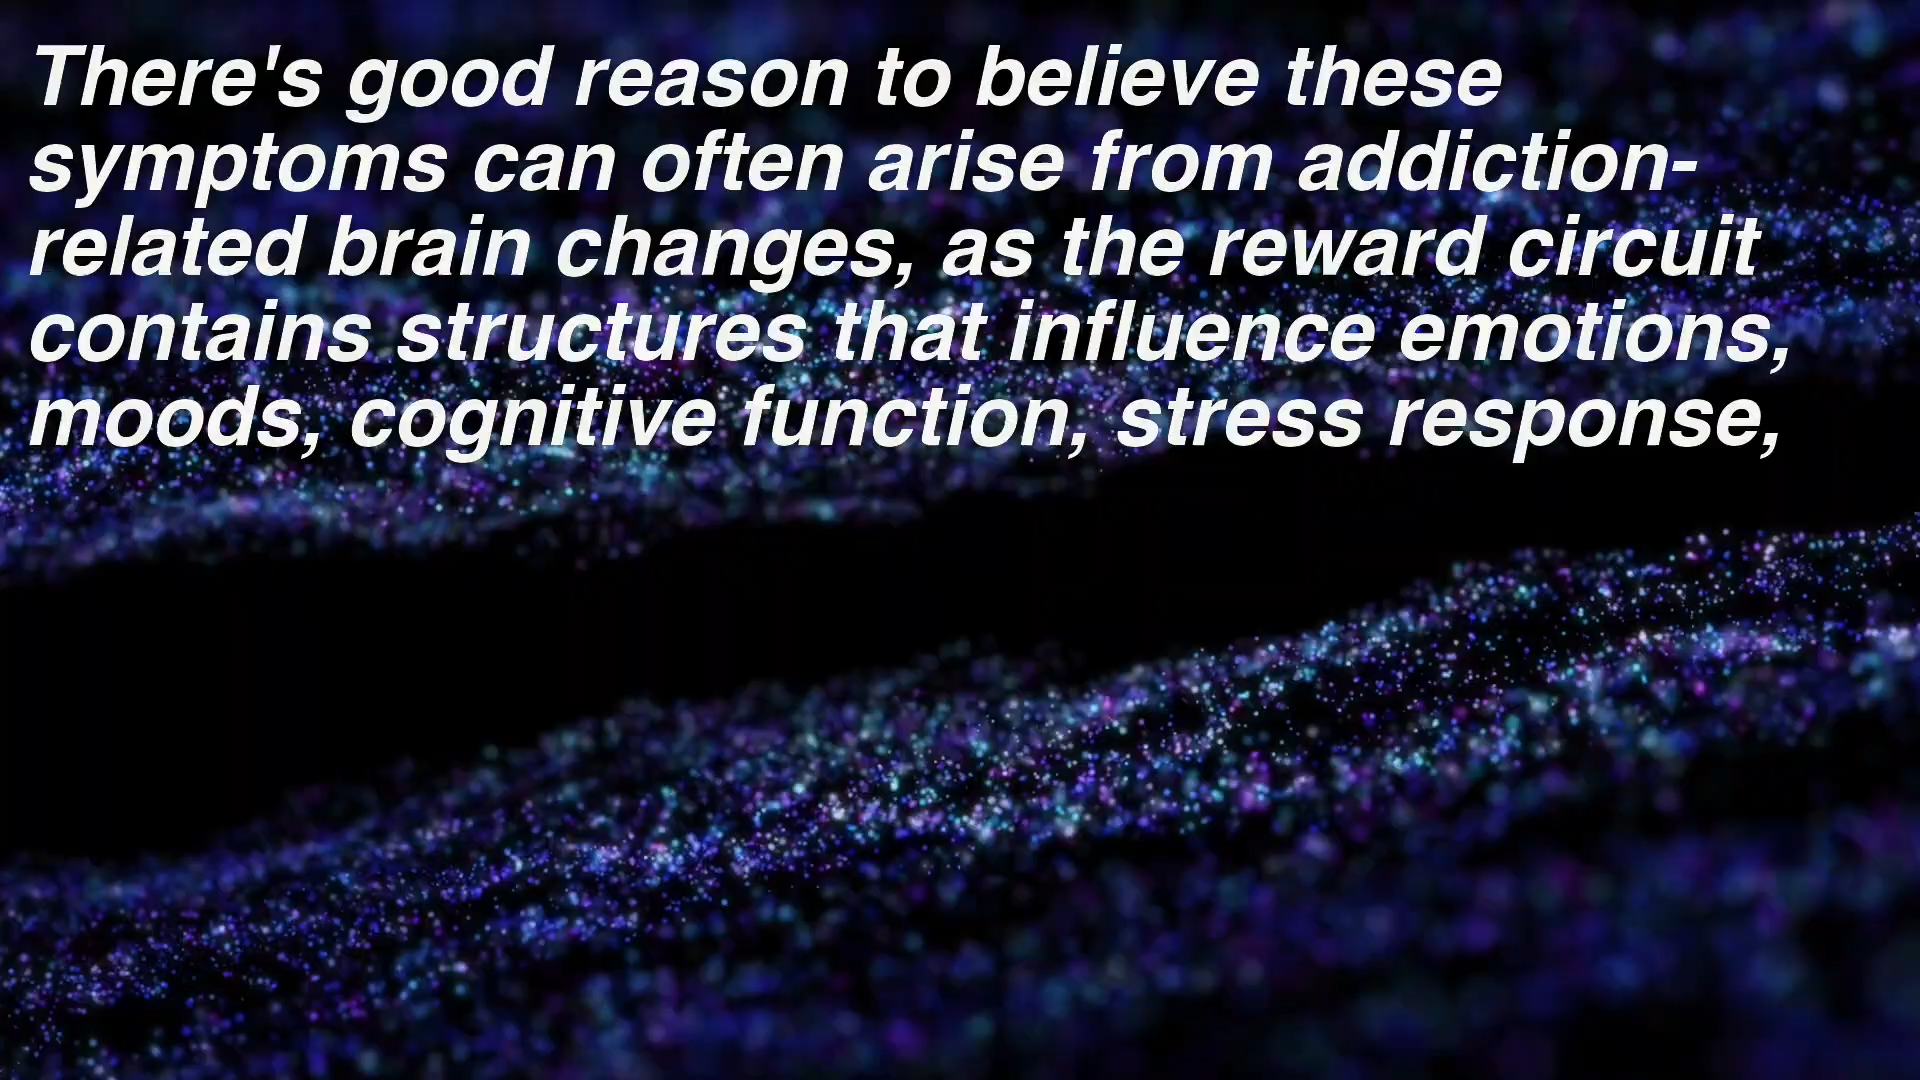 There's good reason to believe these
symptoms can often arise from addiction-
related brain changes, as the reward circuit
contains structures that influence emotions,
moods, cognitive function, stress response,